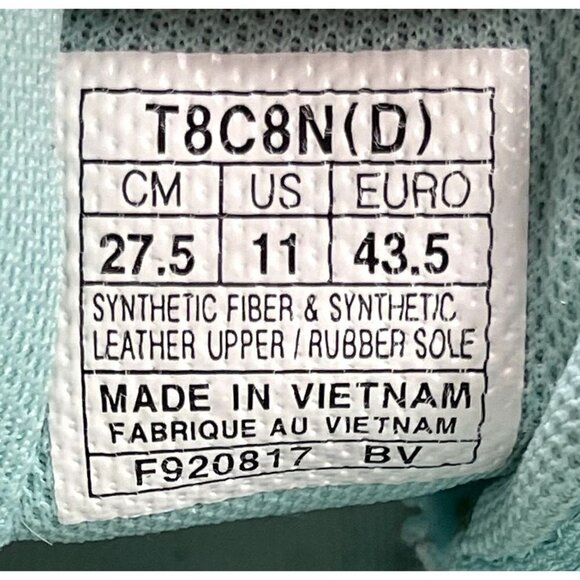 T8C8N(D)
CM US EURO
27.5 11 43.5
SYNTHETIC FIBER & SYNTHETIC
LEATHER UPPER / RUBBER SOLE
MADE IN VIETNAM
FABRIQUE AU VIETNAM
F920817 BV